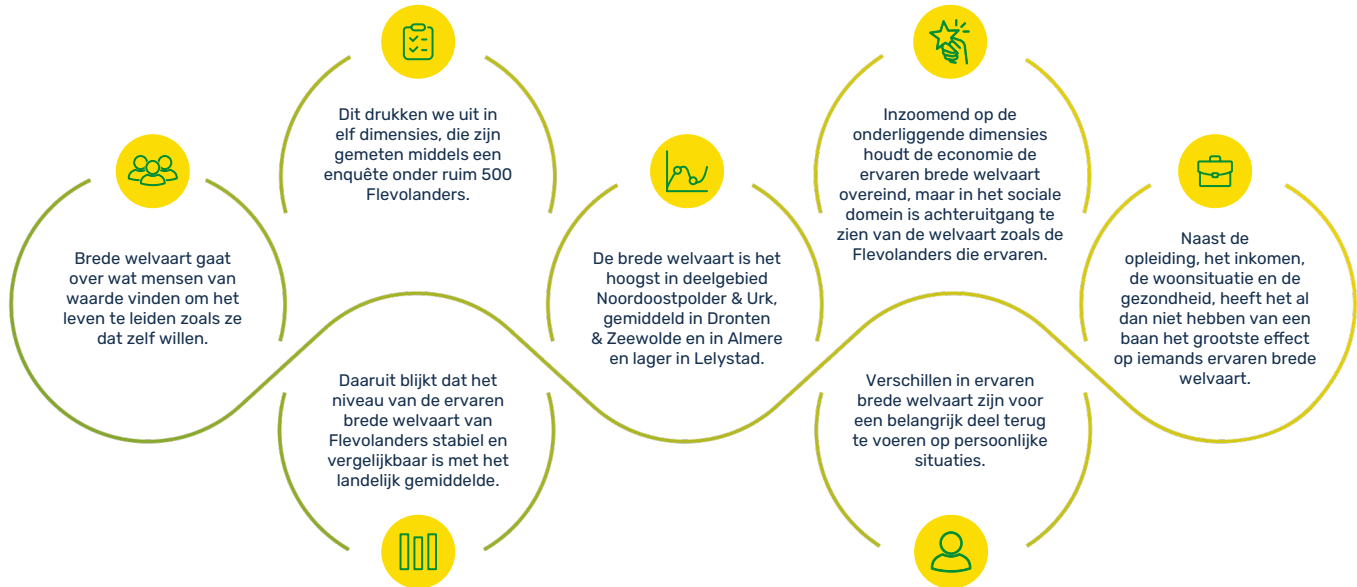 Brede welvaart gaat
over wat mensen van
waarde vinden om het
leven te leiden zoals ze
dat zelf willen.
Dit drukken we uit in
elf dimensies, die zijn
gemeten middels een
enquête onder ruim 500
Flevolanders.
Daaruit blijkt dat het
niveau van de ervaren
brede welvaart van
Flevolanders stabiel en
vergelijkbaar is met het
landelijk gemiddelde.
De brede welvaart is het
hoogst in deelgebied
Noordoostpolder & Urk,
gemiddeld in Dronten
& Zeewolde en in Almere
en lager in Lelystad.
Inzoomend op de
onderliggende dimensies
houdt de economie de
ervaren brede welvaart
overeind, maar in het sociale
domein is achteruitgang te
zien van de welvaart zoals de
Flevolanders die ervaren.
Verschillen in ervaren
brede welvaart zijn voor
een belangrijk deel terug
te voeren op persoonlijke
situaties.
Naast de
opleiding, het inkomen,
de woonsituatie en de
gezondheid, heeft het al
dan niet hebben van een
baan het grootste effect
op iemands ervaren brede
welvaart.